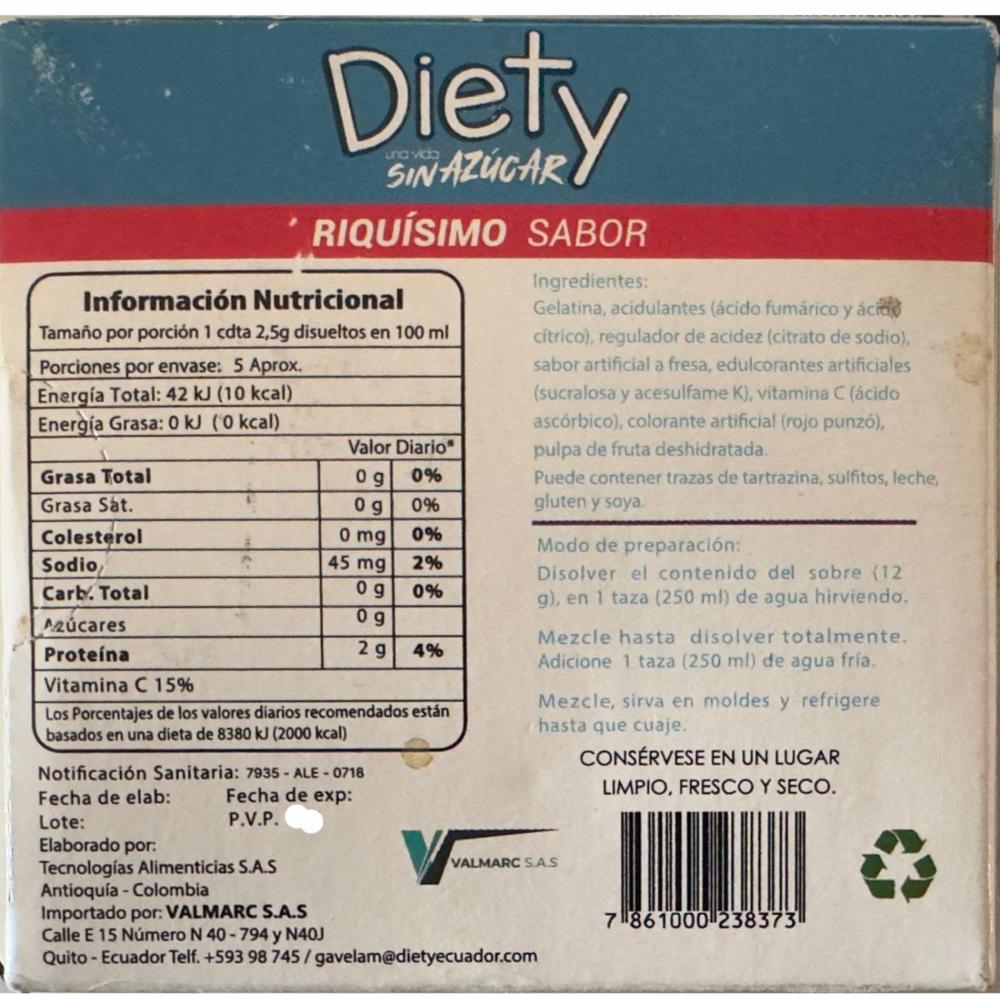 Diety
una vida
SIN AZÚCAR
RIQUÍSIMO SABOR
Información Nutricional
Tamaño por porción 1 cdta 2,5g disueltos en 100 ml
Porciones por envase: 5 Aprox.
Energía Total: 42 kJ (10 kcal)
Energía Grasa: 0 kJ (0 kcal)
Valor Diario*
Grasa Total 0 g 0%
Grasa Sat. 0 g 0%
Colesterol 0 mg 0%
Sodio 45 mg 2%
Carb. Total 0 g 0%
Azúcares 0 g
Proteína 2 g 4%
Vitamina C 15%
Los Porcentajes de los valores diarios recomendados están
basados en una dieta de 8380 kJ (2000 kcal)
Notificación Sanitaria: 7935 - ALE - 0718
Fecha de elab: Fecha de exp:
Lote: P.V.P.
Elaborado por:
Tecnologías Alimenticias S.A.S
Antioquía - Colombia
Importado por: VALMARC S.A.S
Calle E 15 Número N 40 - 794 y N40J
Quito - Ecuador Telf. +593 98 745 / gavelam@dietyecuador.com
Ingredientes:
Gelatina, acidulantes (ácido fumárico y ácido
cítrico), regulador de acidez (citrato de sodio),
sabor artificial a fresa, edulcorantes artificiales
(sucralosa y acesulfame K), vitamina C (ácido
ascórbico), colorante artificial (rojo punzó),
pulpa de fruta deshidratada.
Puede contener trazas de tartrazina, sulfitos, leche,
gluten y soya.
Modo de preparación:
Disolver el contenido del sobre (12
g), en 1 taza (250 ml) de agua hirviendo.
Mezcle hasta disolver totalmente.
Adicione 1 taza (250 ml) de agua fría.
Mezcle, sirva en moldes y refrigere
hasta que cuaje.
CONSÉRVESE EN UN LUGAR
LIMPIO, FRESCO Y SECO.
VALMARC S.A.S
7 861000 238373